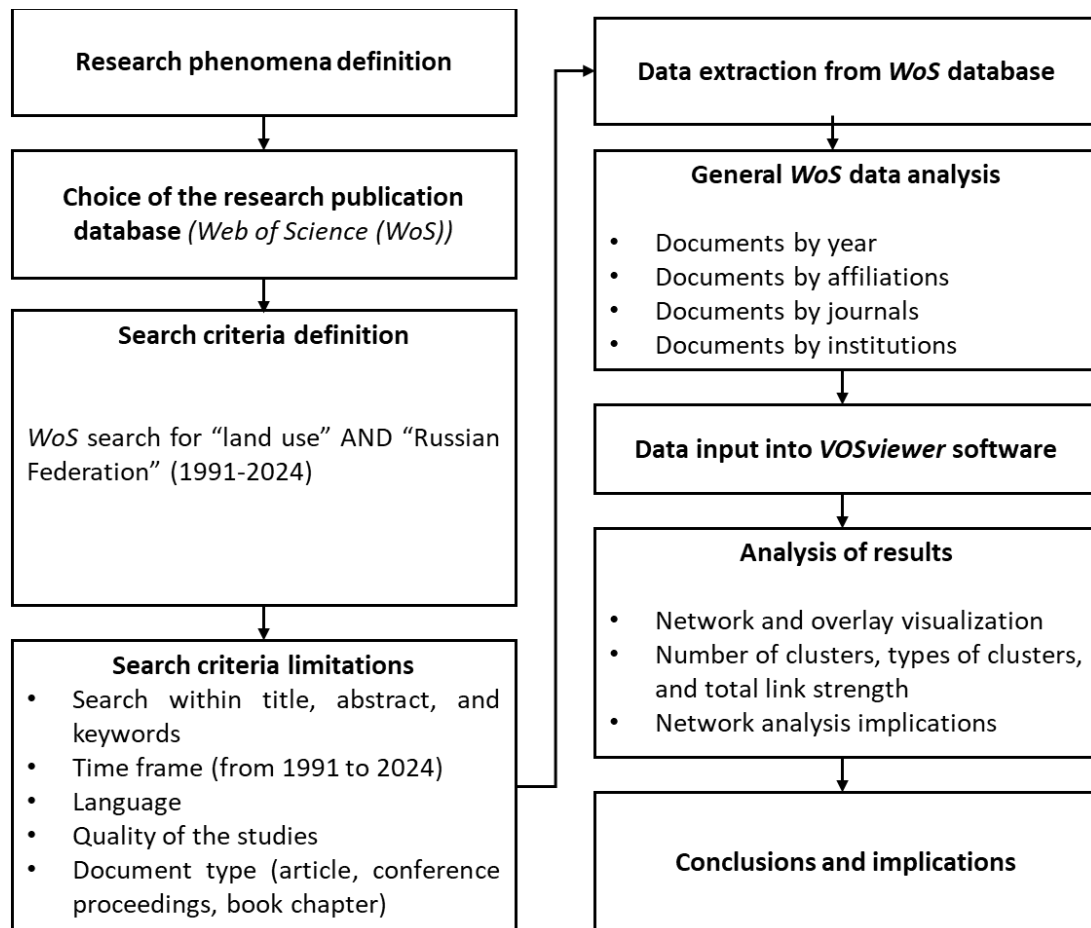 Research phenomena definition
Choice of the research publication
database (Web of Science (WoS))
Search criteria definition
WoS search for “land use” AND “Russian
Federation” (1991-2024)
Search criteria limitations
• Search within title, abstract, and
keywords
• Time frame (from 1991 to 2024)
• Language
• Quality of the studies
• Document type (article, conference
proceedings, book chapter)
Data extraction from WoS database
General WoS data analysis
• Documents by year
• Documents by affiliations
• Documents by journals
• Documents by institutions
Data input into VOSviewer software
Analysis of results
• Network and overlay visualization
• Number of clusters, types of clusters,
and total link strength
• Network analysis implications
Conclusions and implications